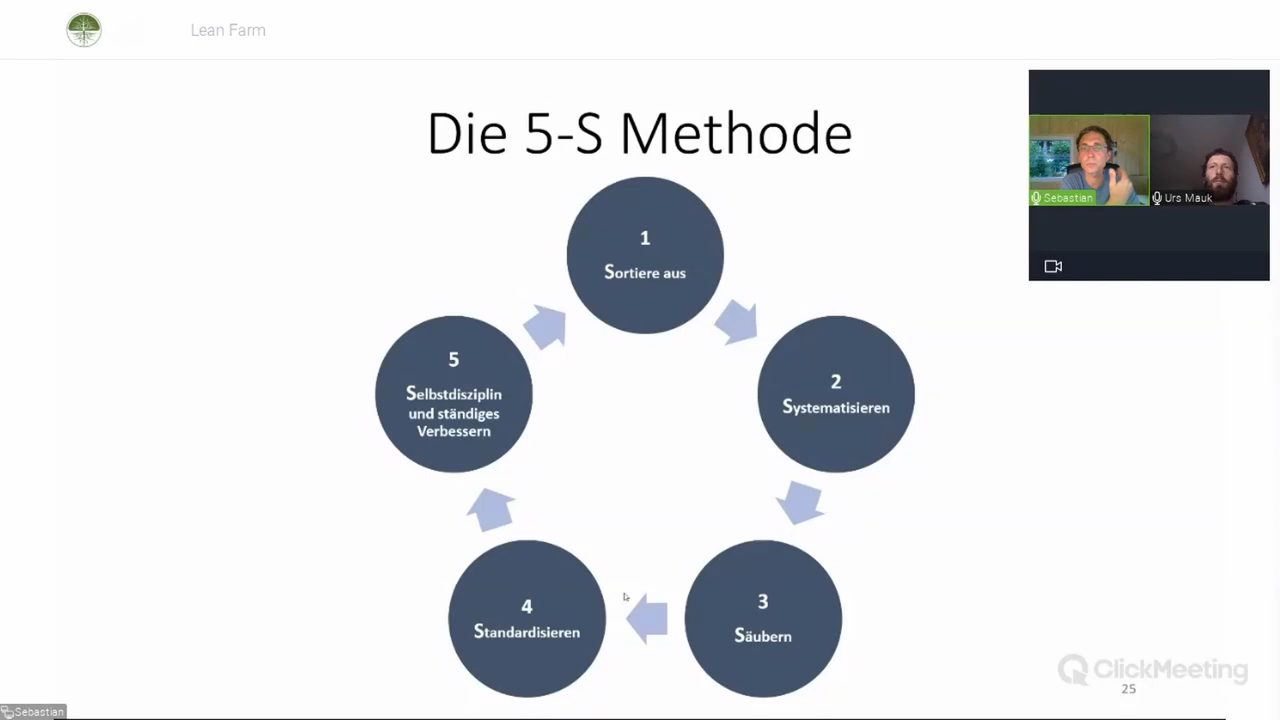 Lean Farm
Die 5-S Methode
1
Sortiere aus
2
Systematisieren
3
Säubern
4
Standardisieren
5
Selbstdisziplin
und ständiges
Verbessern
Sebastian
Urs Mauk
ClickMeeting
25
Sebastian